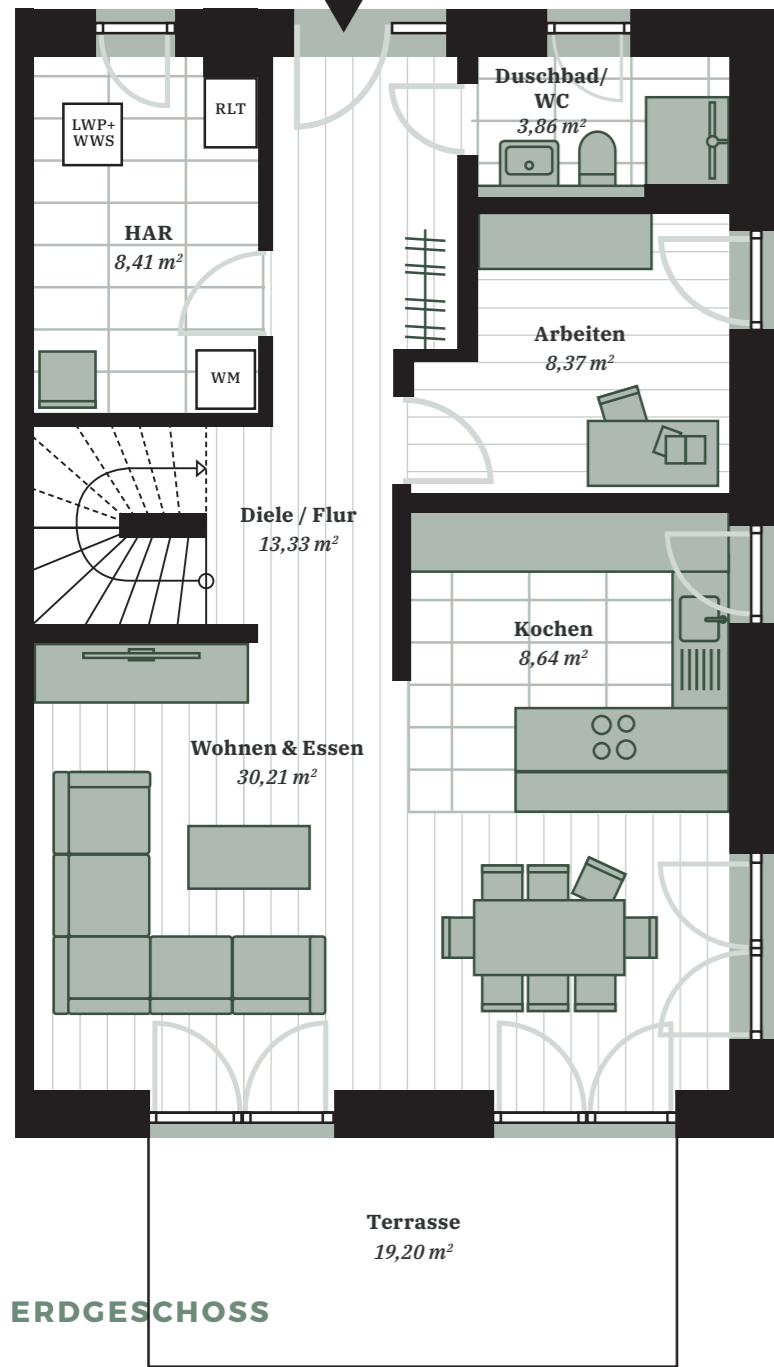 Duschbad/
WC
3,86 m²
RLT
LWP+
WWS
HAR
8,41 m²
Arbeiten
8,37 m²
WM
Diele / Flur
13,33 m²
Kochen
8,64 m²
Wohnen & Essen
30,21 m²
Terrasse
19,20 m²
ERDGESCHOSS